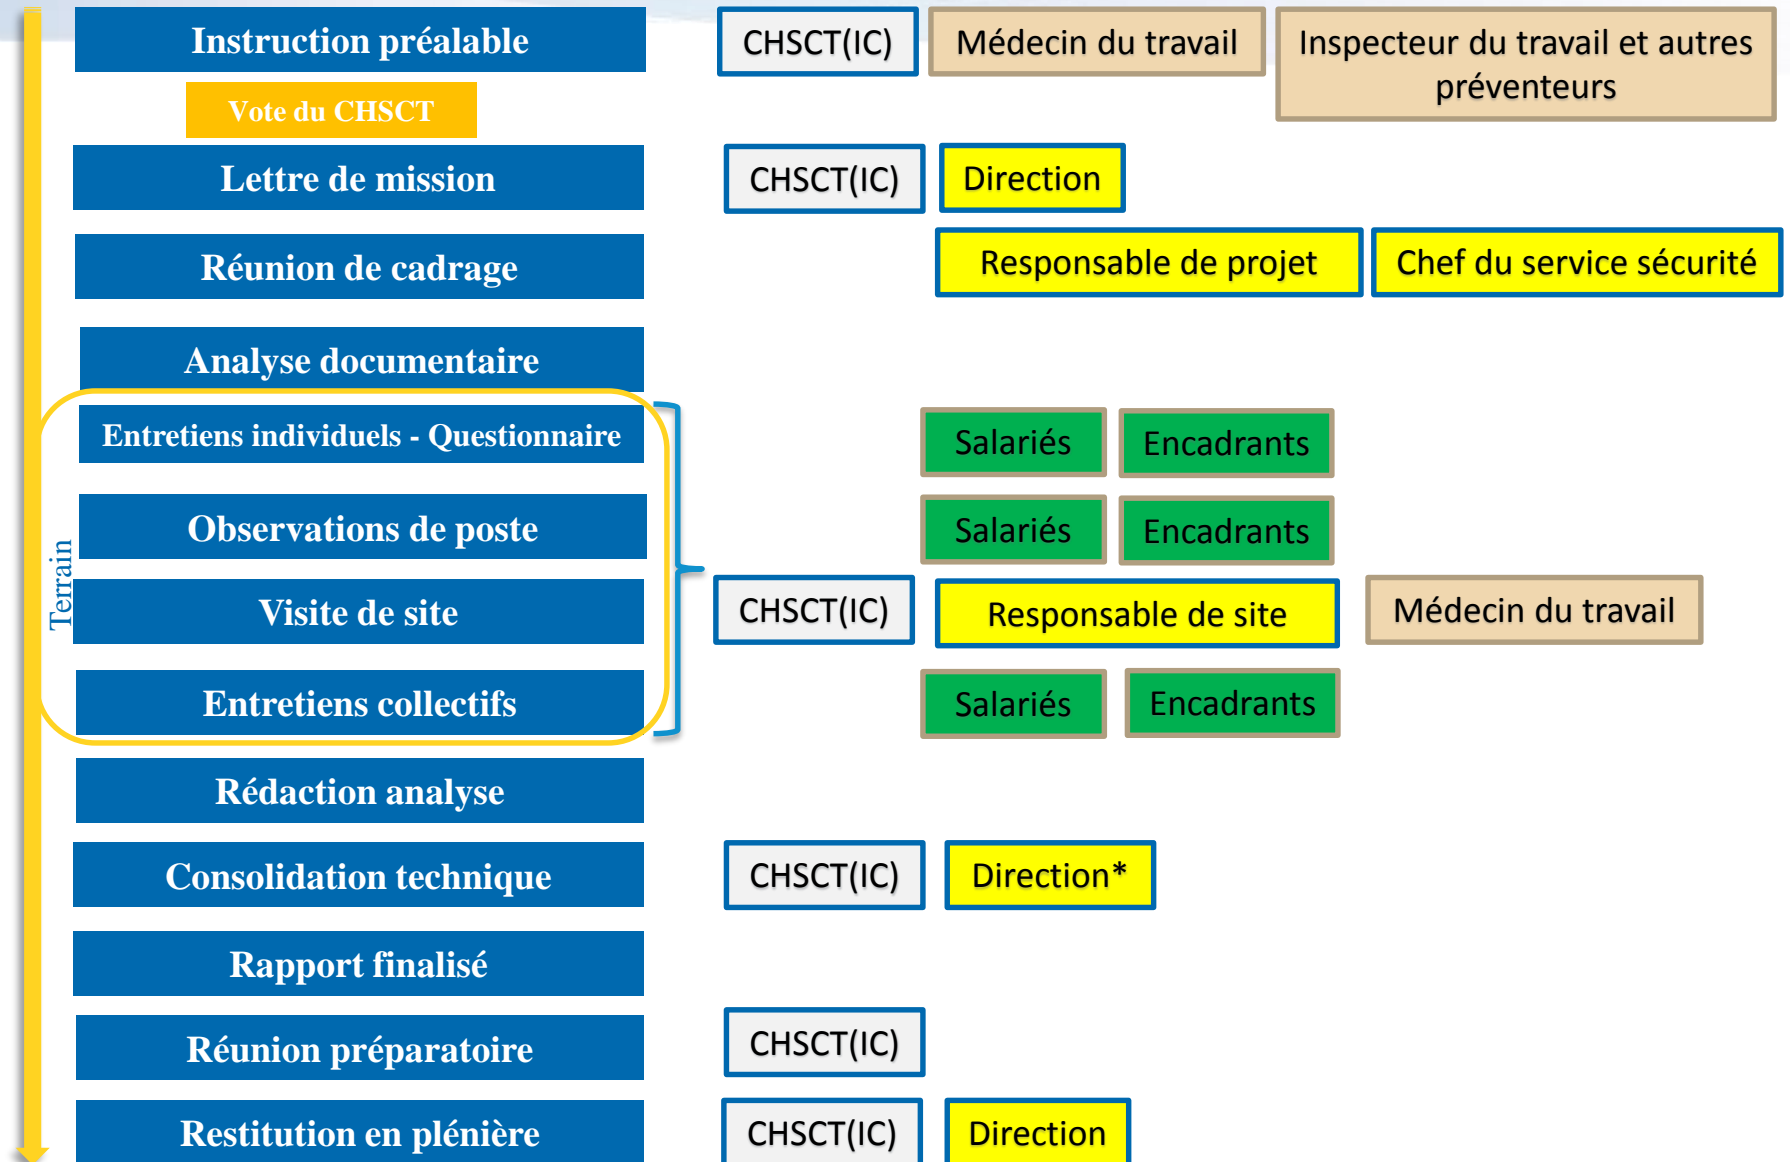 Instruction préalable
CHSCT(IC)
Médecin du travail
Inspecteur du travail et autres
préventeurs
Vote du CHSCT
Lettre de mission
CHSCT(IC)
Direction
Réunion de cadrage
Responsable de projet
Chef du service sécurité
Analyse documentaire
Terrain
Entretiens individuels - Questionnaire
Salariés
Encadrants
Observations de poste
Salariés
Encadrants
Visite de site
CHSCT(IC)
Responsable de site
Médecin du travail
Entretiens collectifs
Salariés
Encadrants
Rédaction analyse
Consolidation technique
CHSCT(IC)
Direction*
Rapport finalisé
Réunion préparatoire
CHSCT(IC)
Restitution en plénière
CHSCT(IC)
Direction